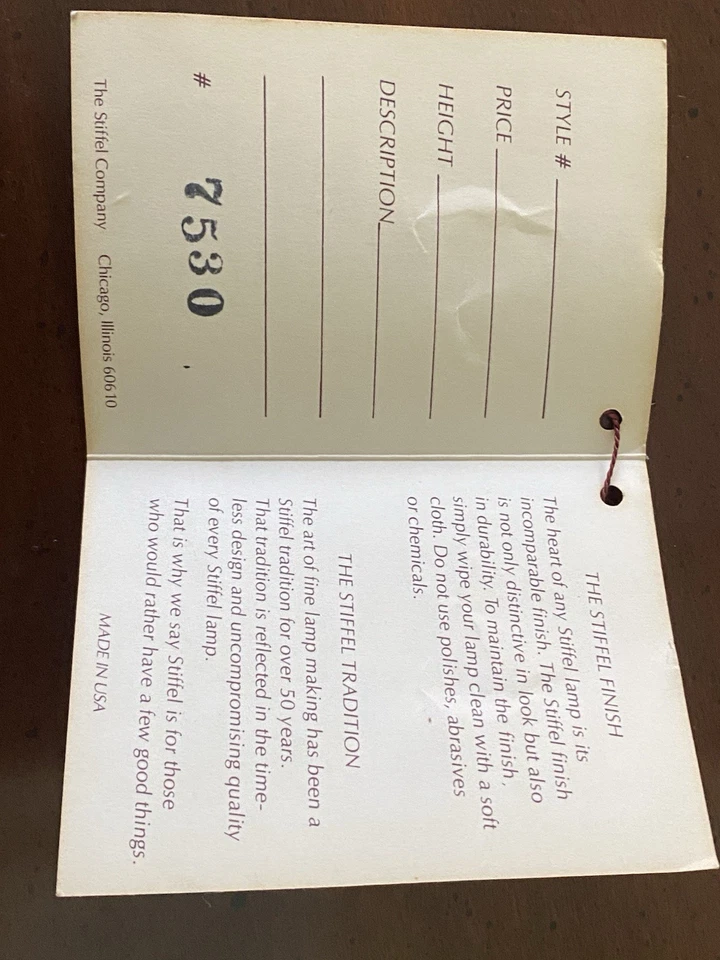 STYLE #
PRICE
HEIGHT
DESCRIPTION
# 7530
The Stiffel Company Chicago, Illinois 60610
THE STIFFEL FINISH
The heart of any Stiffel lamp is its
incomparable finish. The Stiffel finish
is not only distinctive in look but also
in durability. To maintain the finish,
simply wipe your lamp clean with a soft
cloth. Do not use polishes, abrasives
or chemicals.
THE STIFFEL TRADITION
The art of fine lamp making has been a
Stiffel tradition for over 50 years.
That tradition is reflected in the time-
less design and uncompromising quality
of every Stiffel lamp.
That is why we say Stiffel is for those
who would rather have a few good things.
MADE IN USA